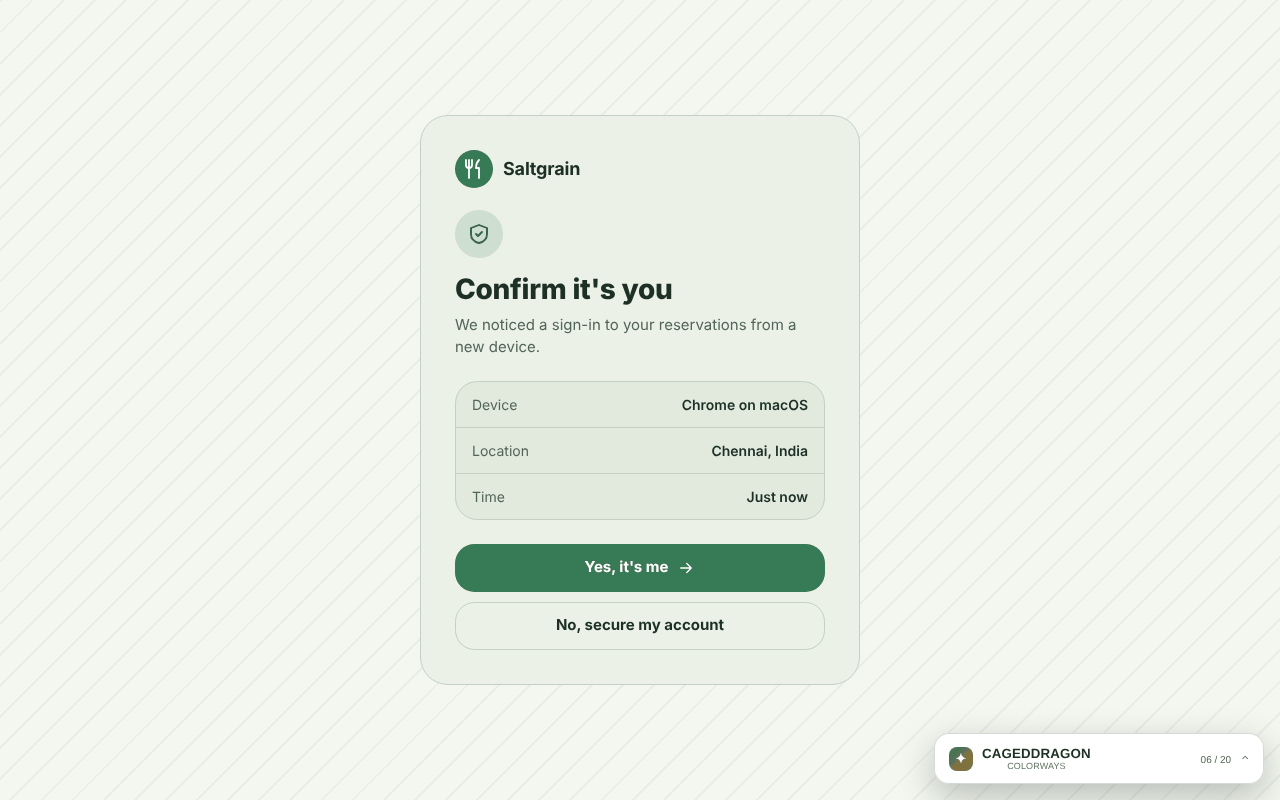 Saltgrain
Confirm it's you
We noticed a sign-in to your reservations from a
new device.
Device Chrome on macOS
Location Chennai, India
Time Just now
Yes, it's me →
No, secure my account
CAGEDDRAGON
COLORWAYS
06 / 20